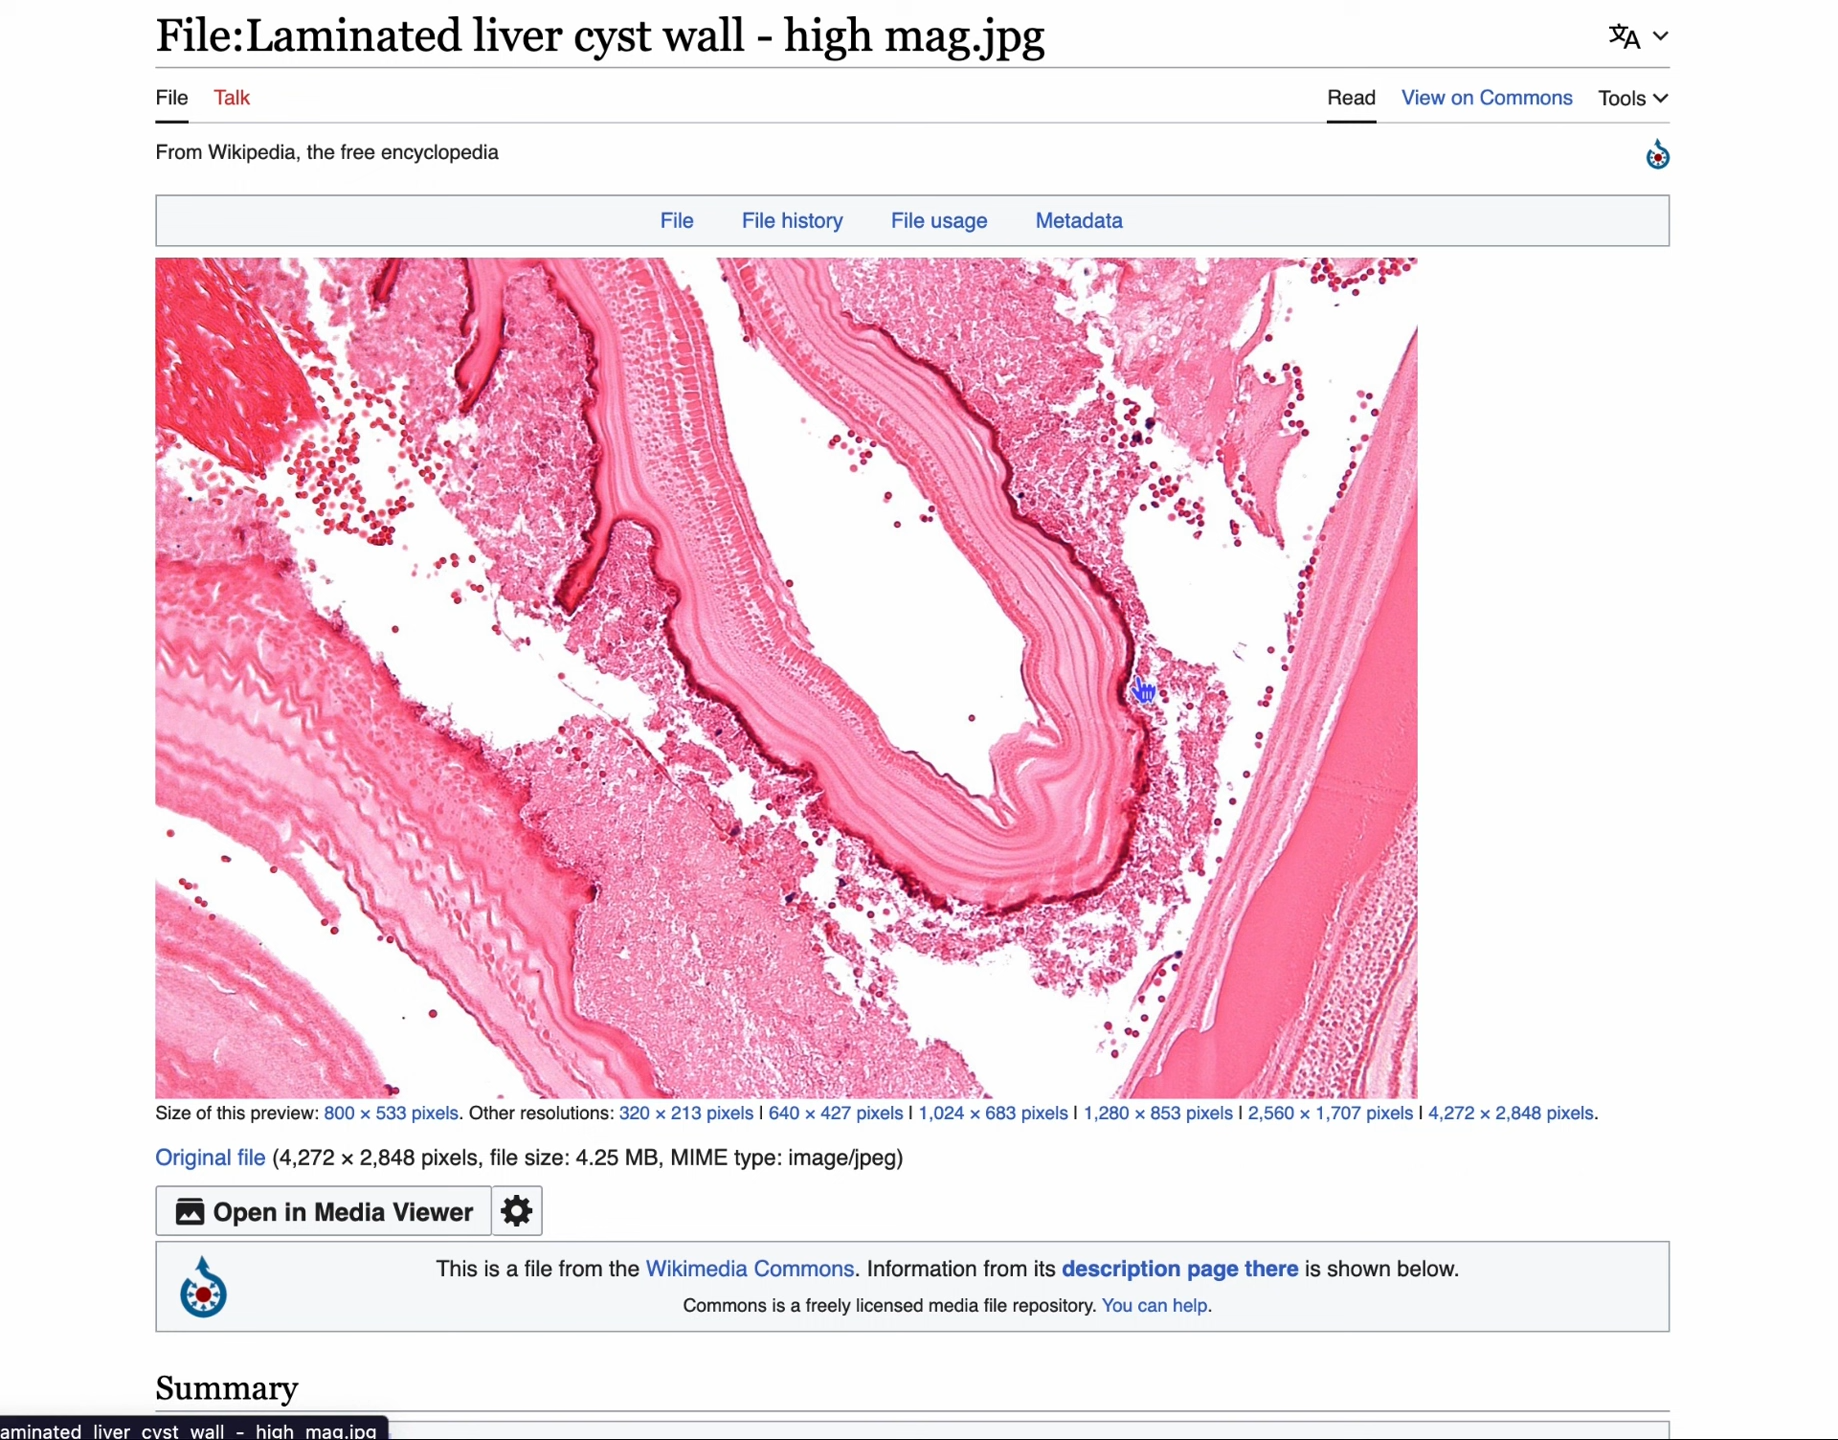 File:Laminated liver cyst wall - high mag.jpg
File Talk Read View on Commons Tools
From Wikipedia, the free encyclopedia
File File history File usage Metadata
Size of this preview: 800 × 533 pixels. Other resolutions: 320 × 213 pixels | 640 × 427 pixels | 1,024 × 683 pixels | 1,280 × 853 pixels | 2,560 × 1,707 pixels | 4,272 × 2,848 pixels.
Original file (4,272 × 2,848 pixels, file size: 4.25 MB, MIME type: image/jpeg)
Open in Media Viewer
This is a file from the Wikimedia Commons. Information from its description page there is shown below.
Commons is a freely licensed media file repository. You can help.
Summary
aminated_liver_cyst_wall_-_high_mag.jpg